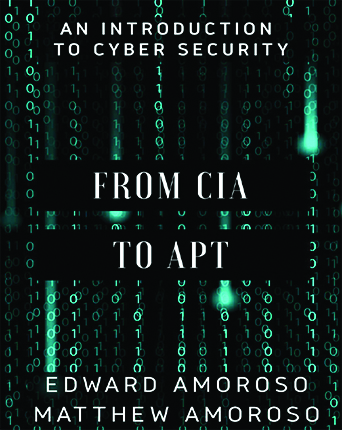 AN INTRODUCTION
TO CYBER SECURITY
FROM CIA
TO APT
EDWARD AMOROSO
MATTHEW AMOROSO